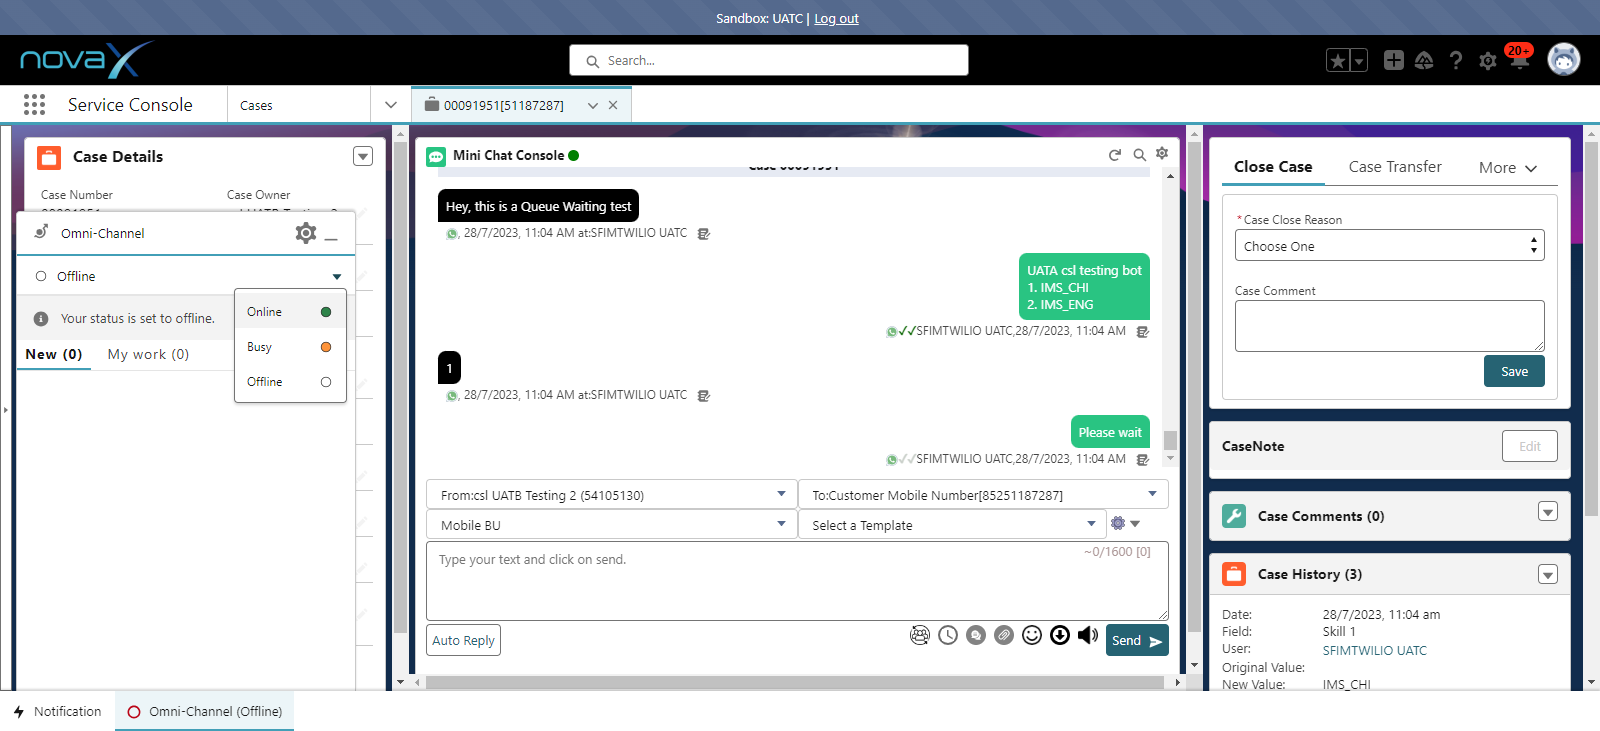 Sandbox: UATC | Log out
novaX
Search...
20+
Service Console
Cases
00091951[51187287]
Case Details
Case Number
Case Owner
Omni-Channel
Offline
Your status is set to offline.
New (0)
My work (0)
Online
Busy
Offline
Mini Chat Console
Case 00091951
Hey, this is a Queue Waiting test
, 28/7/2023, 11:04 AM at:SFIMTWILIO UATC
UATA csl testing bot
1. IMS_CHI
2. IMS_ENG
SFIMTWILIO UATC,28/7/2023, 11:04 AM
1
, 28/7/2023, 11:04 AM at:SFIMTWILIO UATC
Please wait
SFIMTWILIO UATC,28/7/2023, 11:04 AM
From:csl UATB Testing 2 (54105130)
To:Customer Mobile Number[85251187287]
Mobile BU
Select a Template
Type your text and click on send.
~0/1600 [0]
Auto Reply
Send
Close Case
Case Transfer
More
*Case Close Reason
Choose One
Case Comment
Save
CaseNote
Edit
Case Comments (0)
Case History (3)
Date: 28/7/2023, 11:04 am
Field: Skill 1
User: SFIMTWILIO UATC
Original Value:
New Value: IMS_CHI
Notification
Omni-Channel (Offline)